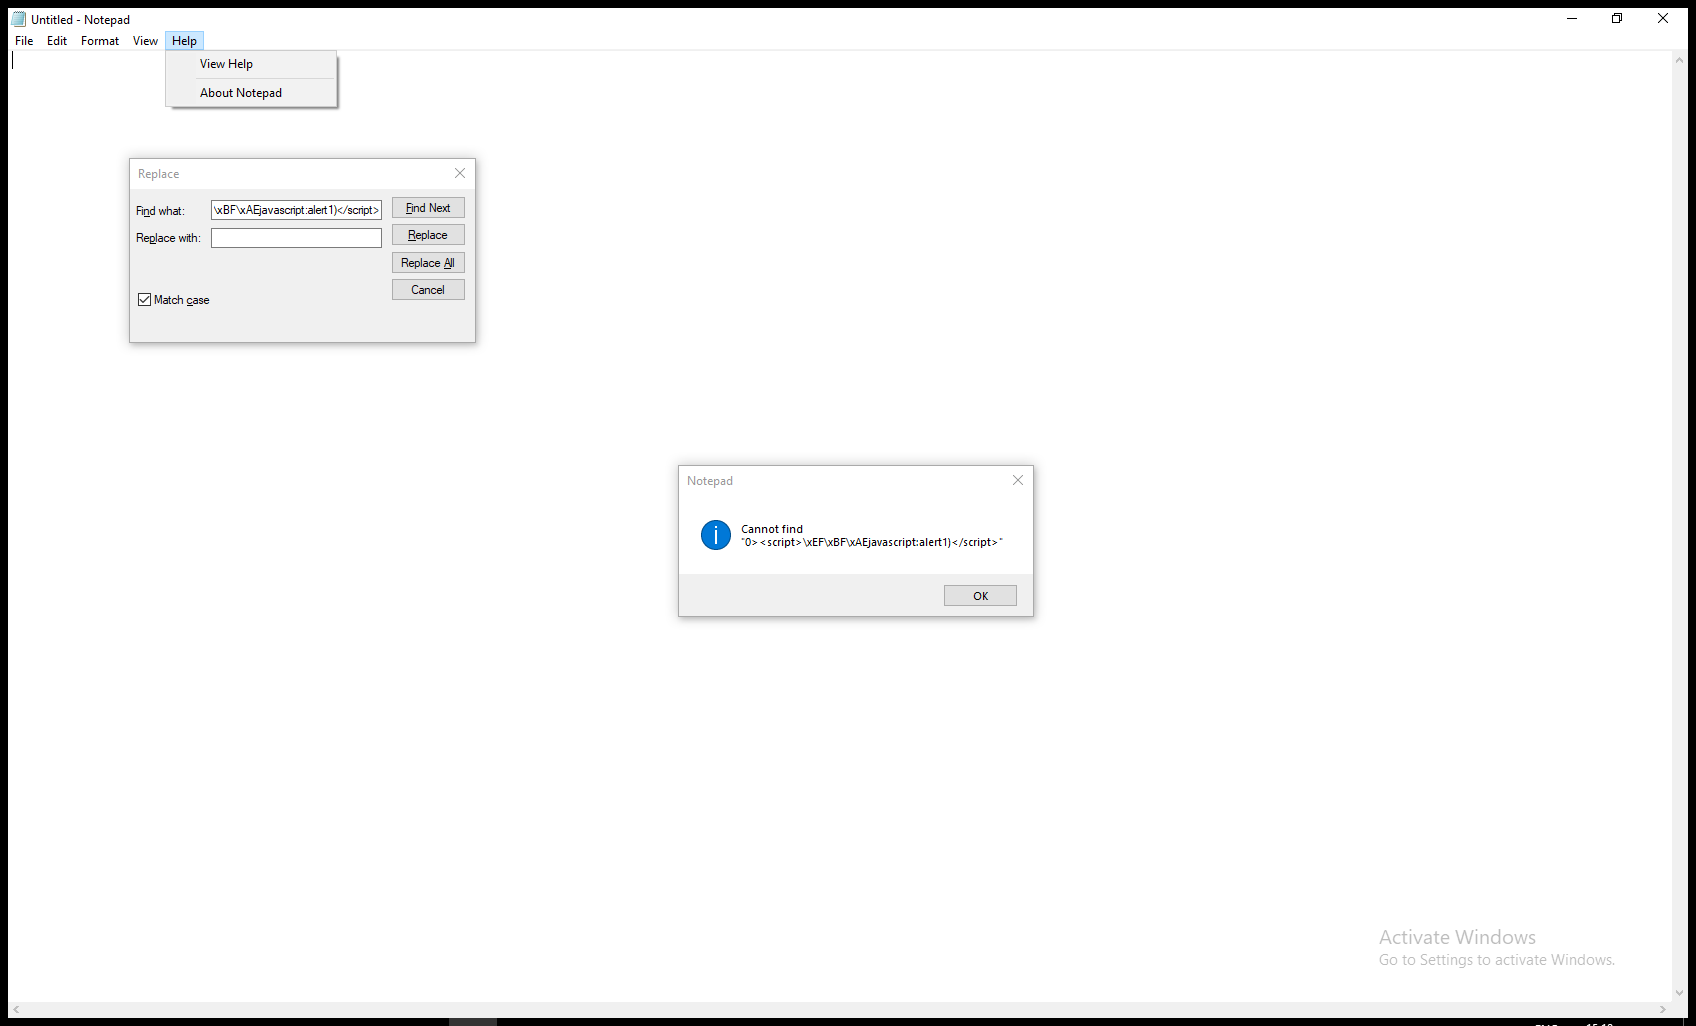 Untitled - Notepad
File Edit Format View Help
View Help
About Notepad
Replace
Find what: \xBF\xAEjavascript:alert1)</script> Find Next
Replace with: Replace
Replace All
Cancel
Match case
Notepad
Cannot find
"0><script>\xEF\xBF\xAEjavascript:alert1)</script>"
OK
Activate Windows
Go to Settings to activate Windows.